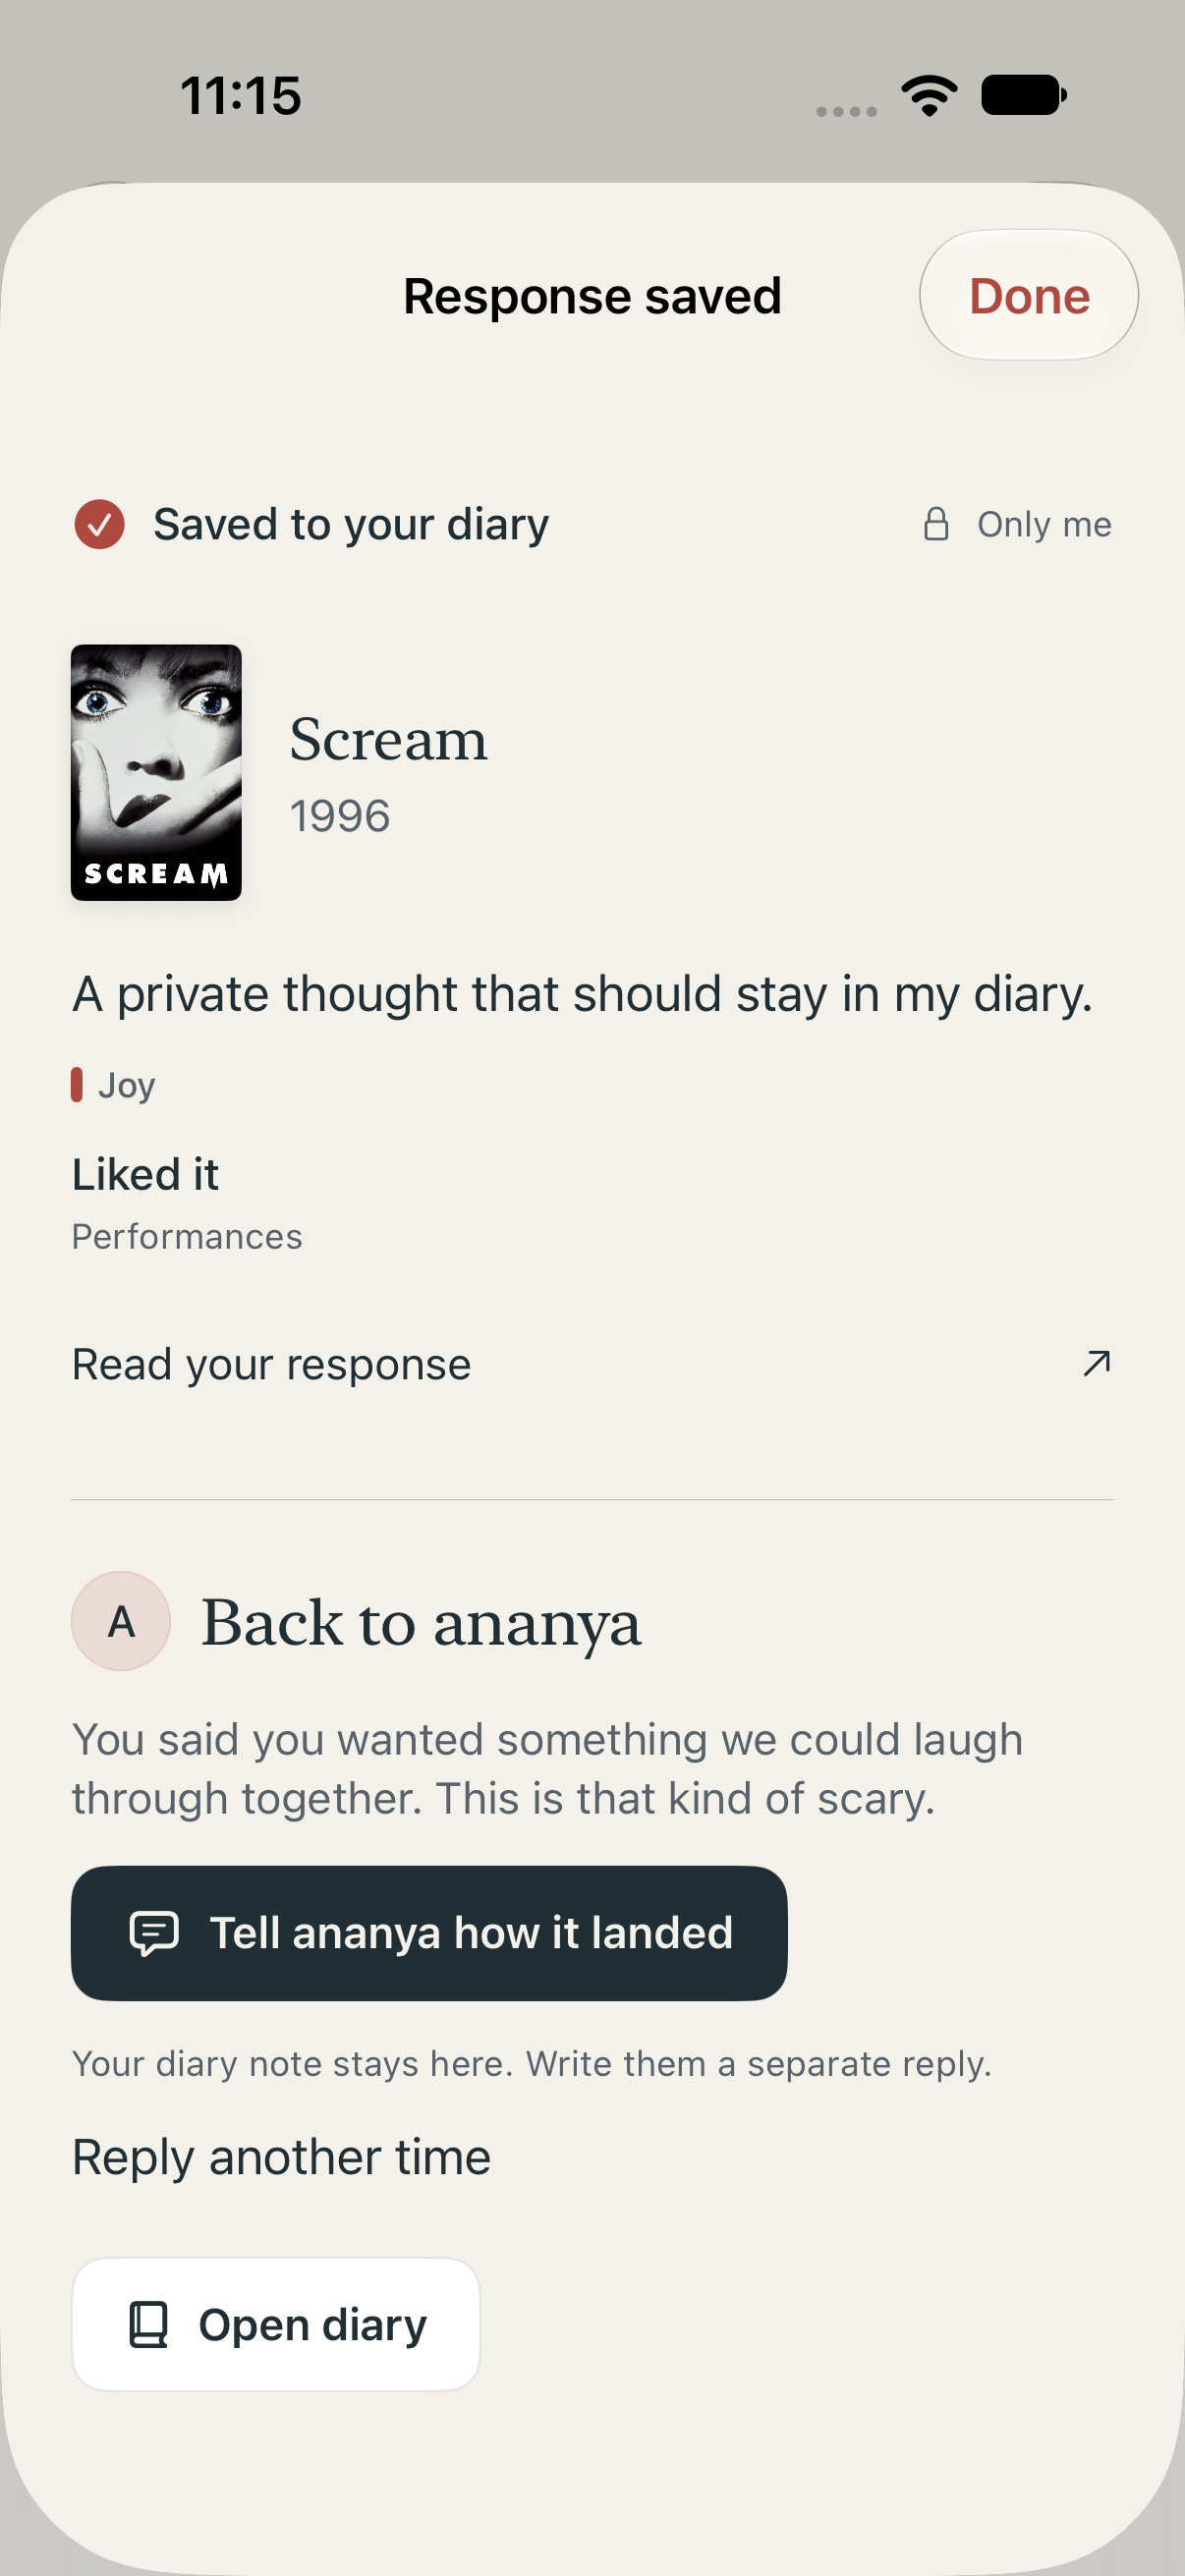 11:15
Response saved
Done
Saved to your diary
Only me
SCREAM
Scream
1996
A private thought that should stay in my diary.
Joy
Liked it
Performances
Read your response
A
Back to ananya
You said you wanted something we could laugh
through together. This is that kind of scary.
Tell ananya how it landed
Your diary note stays here. Write them a separate reply.
Reply another time
Open diary